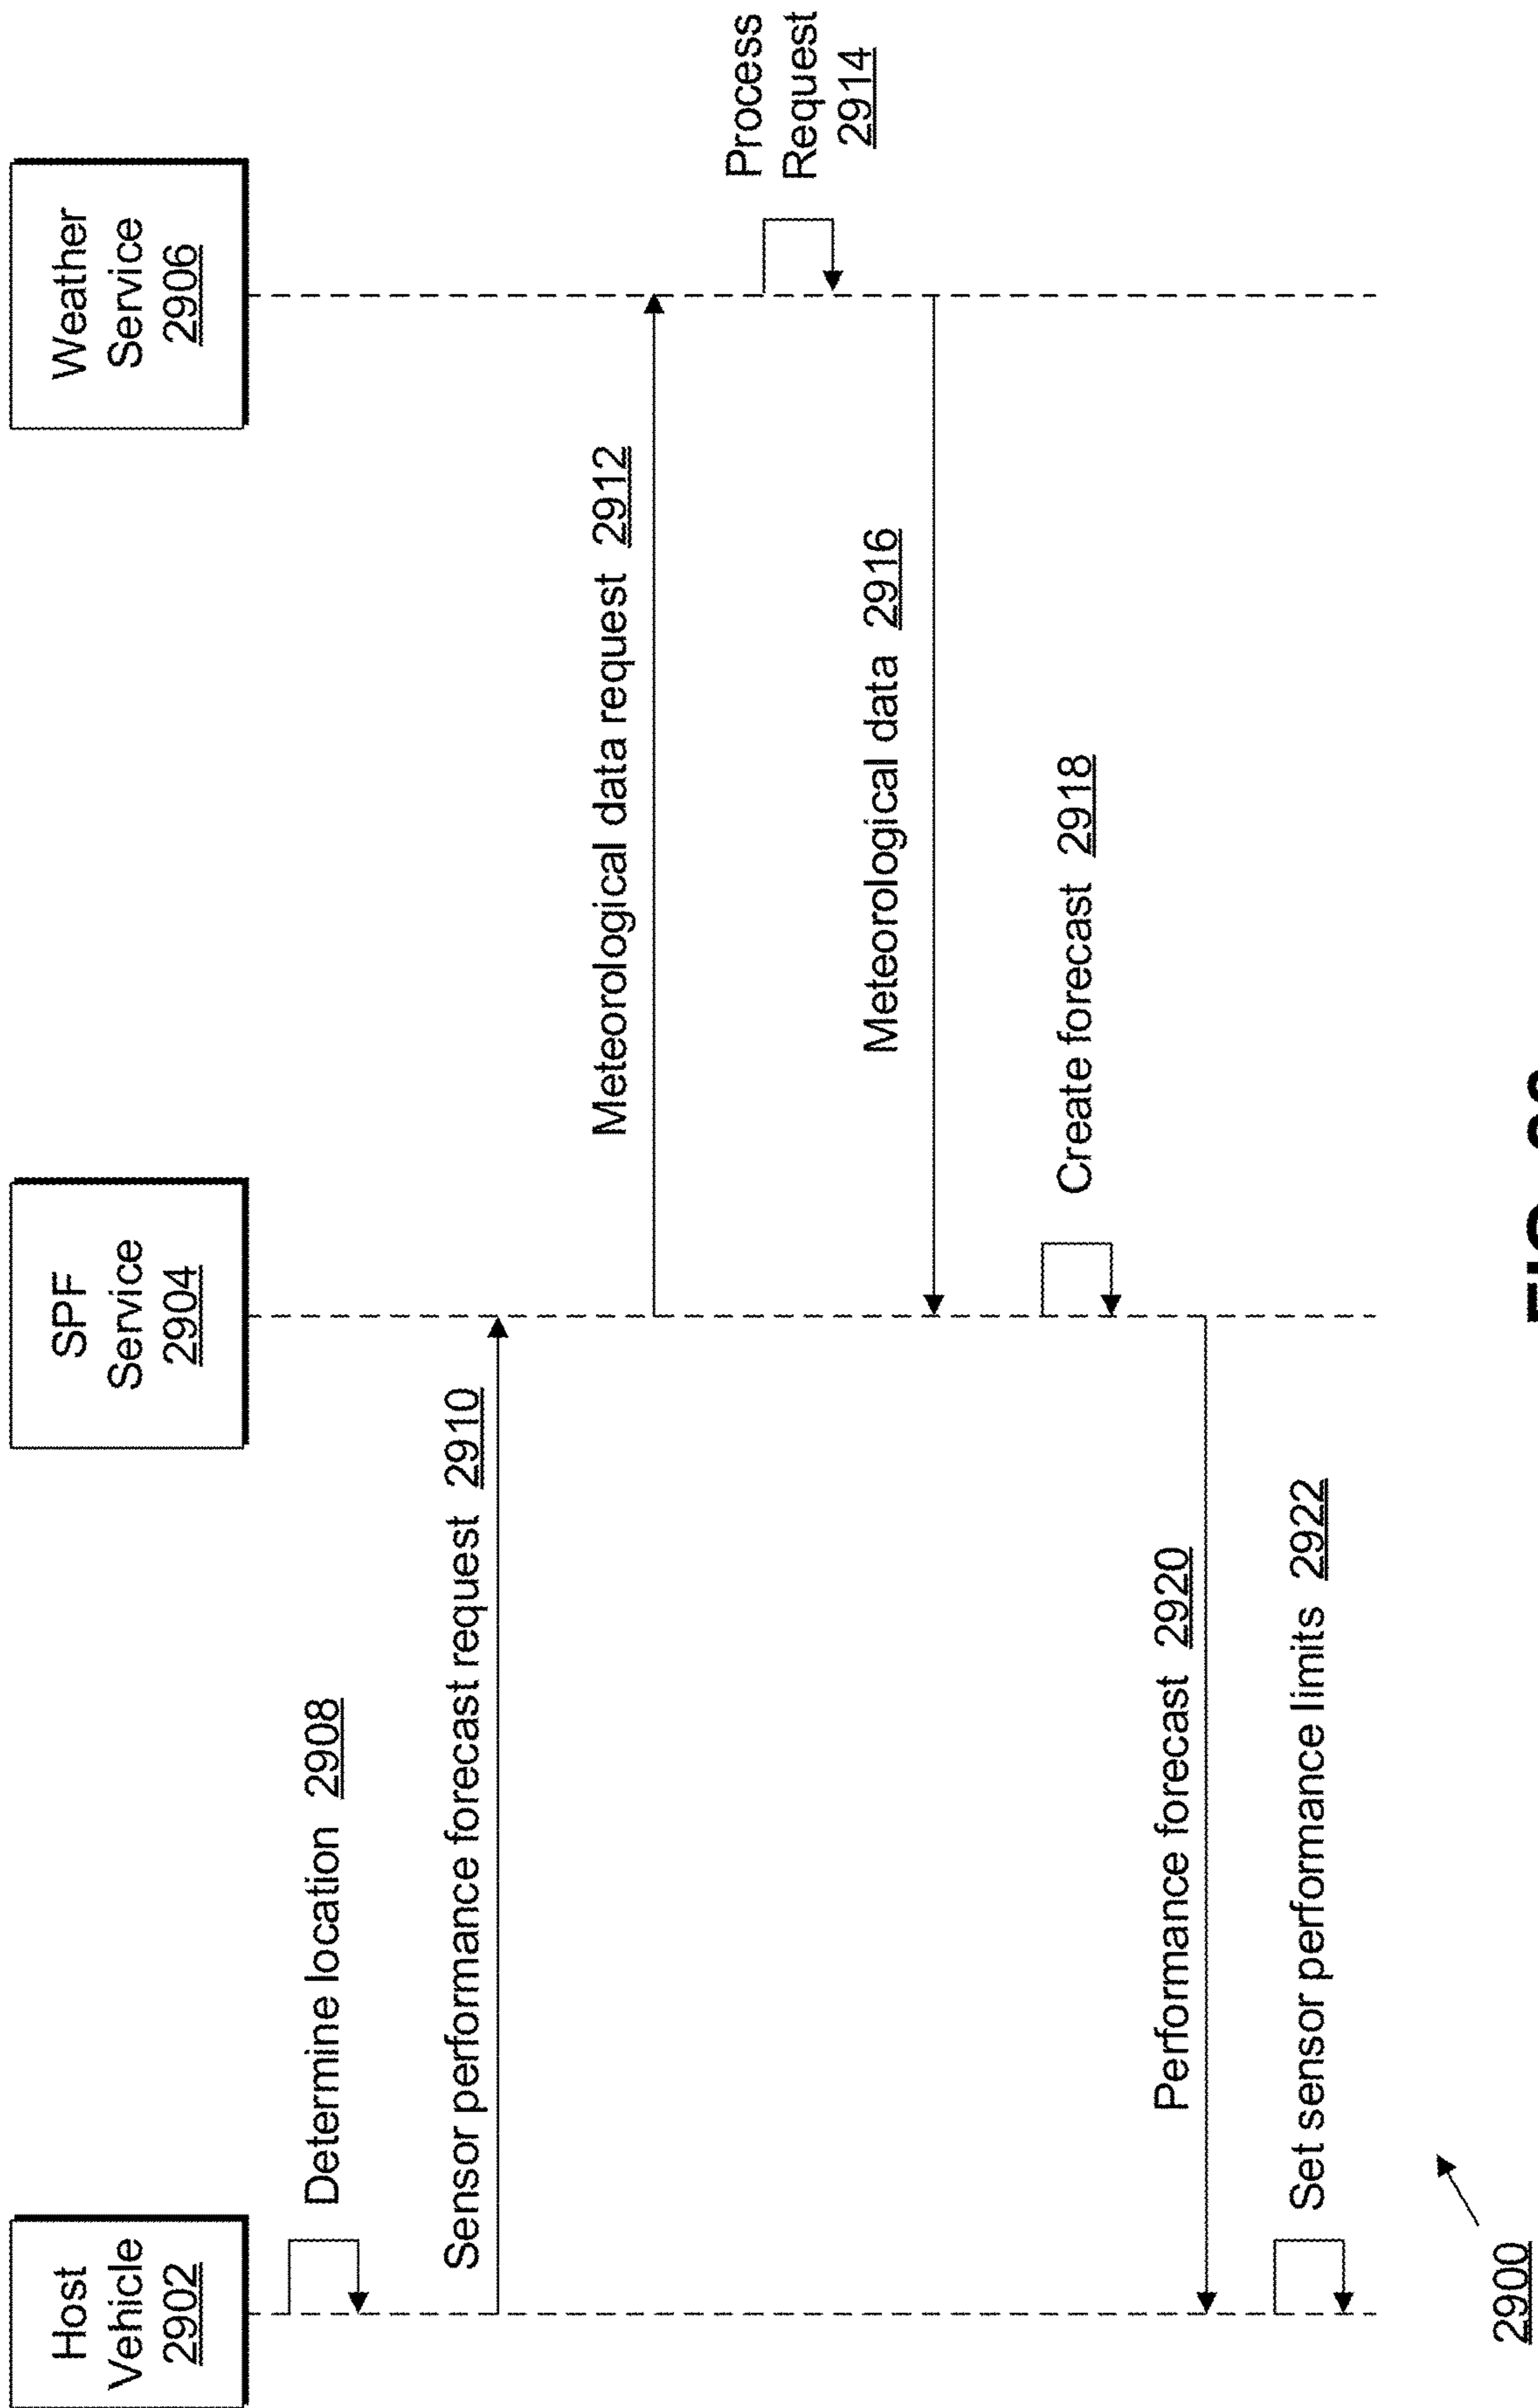 Host
Vehicle
2902
SPF
Service
2904
Weather
Service
2906
Determine location 2908
Sensor performance forecast request 2910
Meteorological data request 2912
Process
Request
2914
Meteorological data 2916
Create forecast 2918
Performance forecast 2920
Set sensor performance limits 2922
2900